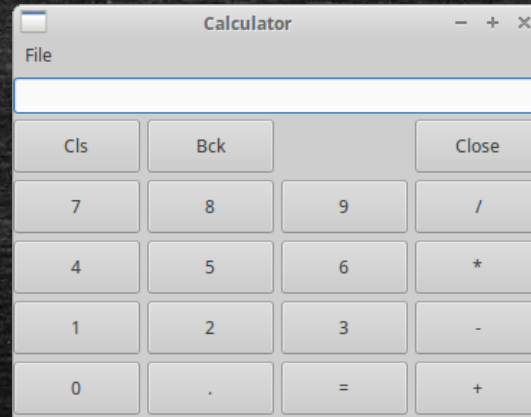 Calculator
File
Cls Bck Close
7 8 9 /
4 5 6 *
1 2 3 -
0 . = +